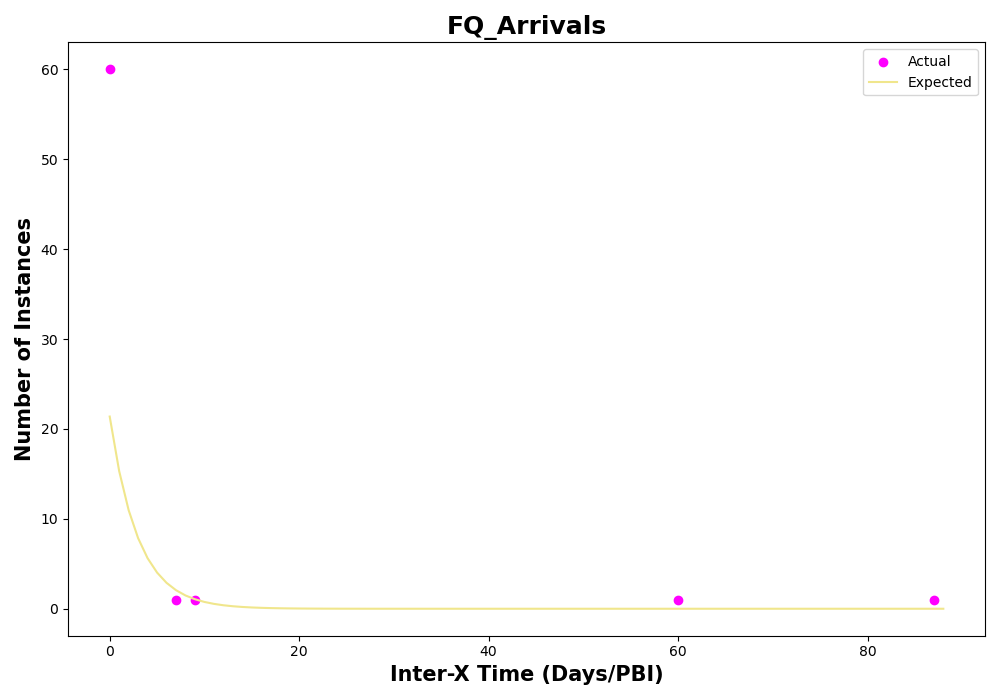 FQ_Arrivals
Actual
Expected
60
50
40
30
20
10
0
Number of Instances
0 20 40 60 80
Inter-X Time (Days/PBI)